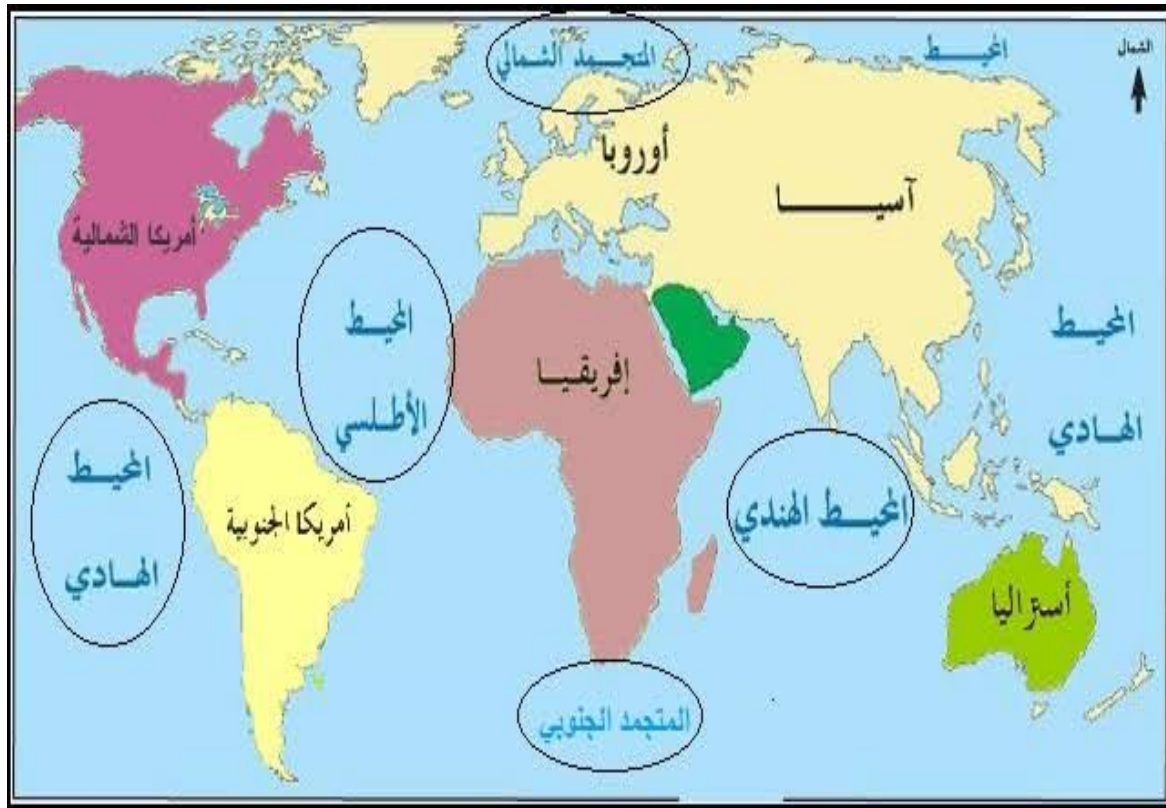 المتجمد الشمالي
المحيط
الشمال
أوروبا
آسيا
أمريكا الشمالية
المحيط
الأطلسي
إفريقيا
المحيط
الهادي
المحيط
الهادي
أمريكا الجنوبية
المحيط الهندي
أستراليا
المتجمد الجنوبي